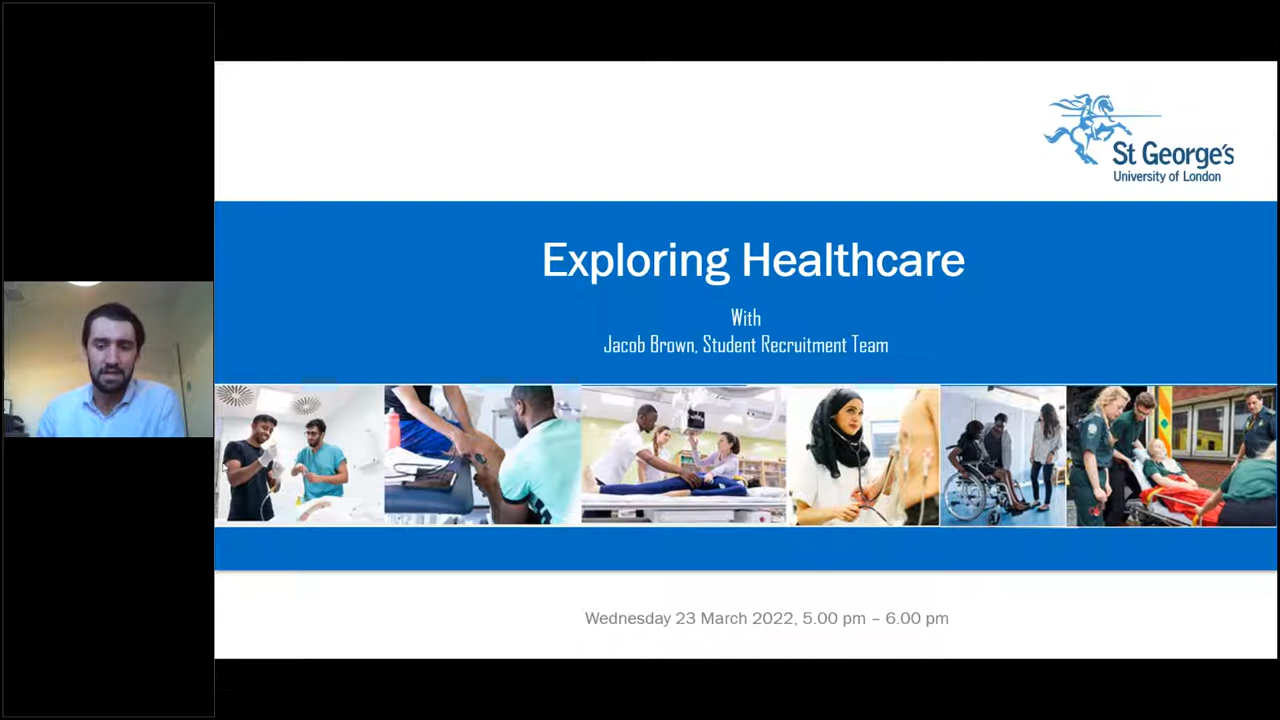 St George's
University of London
Exploring Healthcare
With
Jacob Brown, Student Recruitment Team
Wednesday 23 March 2022, 5.00 pm – 6.00 pm